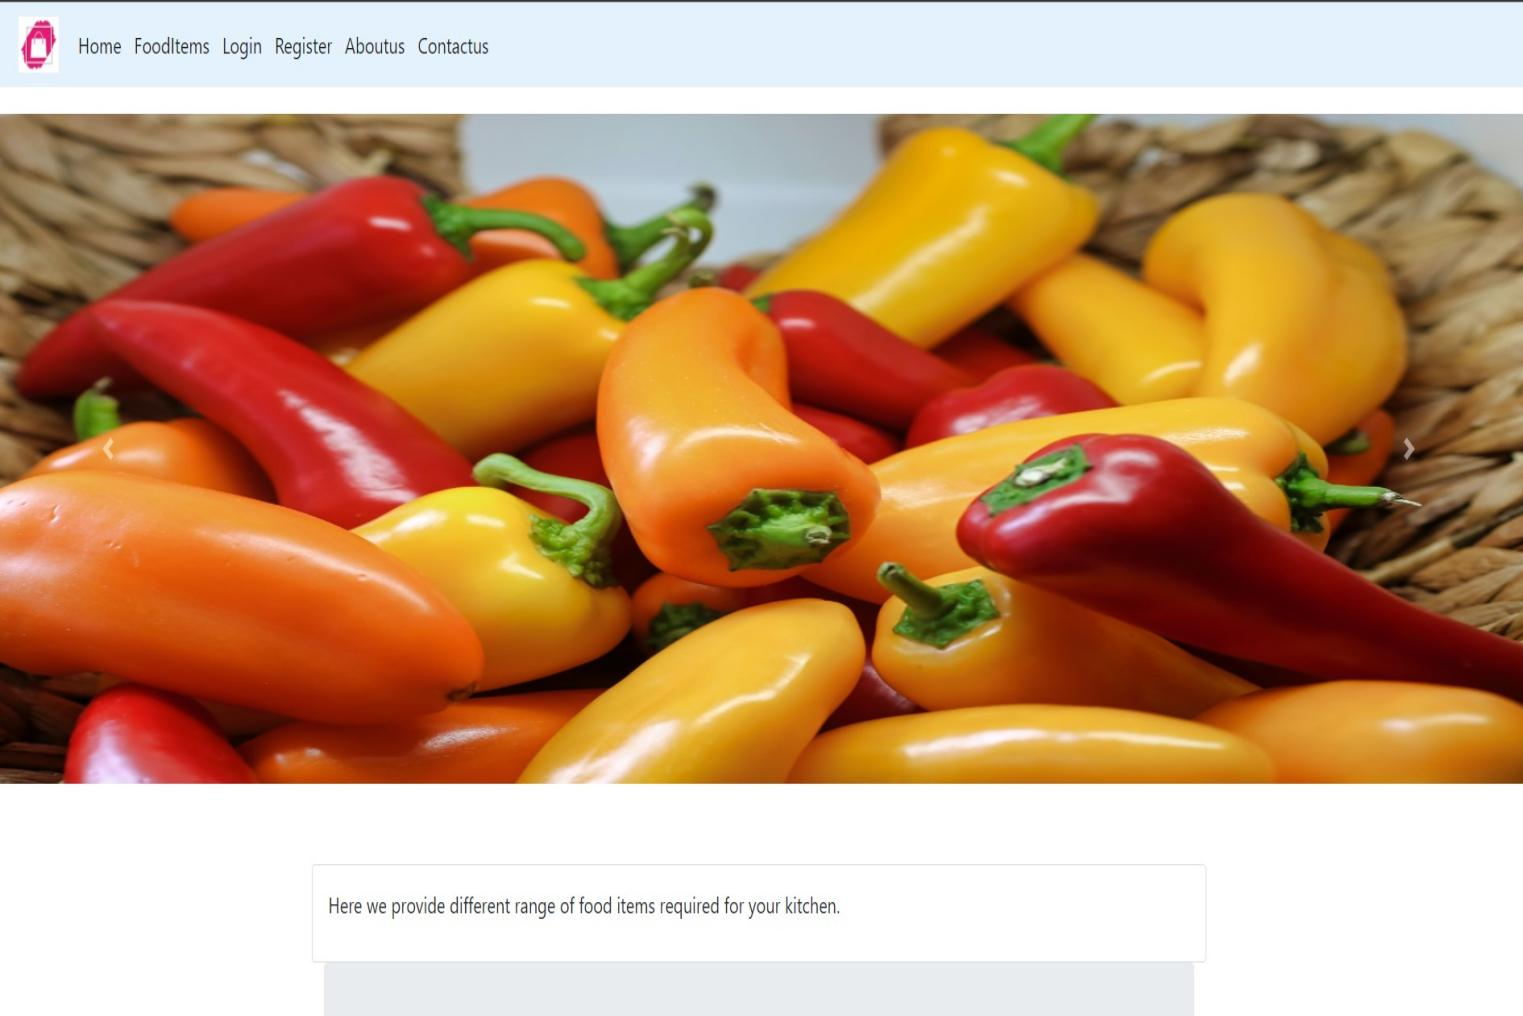 Home FoodItems Login Register Aboutus Contactus
Here we provide different range of food items required for your kitchen.